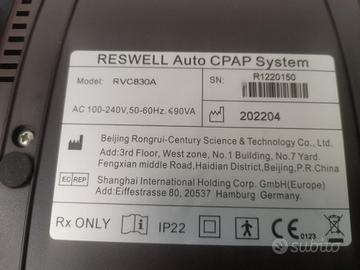 RESWELL Auto CPAP System
Model: RVC830A
SN: R1220150
AC 100-240V,50-60Hz.≤90VA
202204
Beijing Rongrui-Century Science & Technology Co., Ltd.
Add:3rd Floor, West zone, No.1 Building, No.7 Yard.
Fengxian middle Road,Haidian District,Beijing,P.R.China
EC REP
Shanghai International Holding Corp. GmbH(Europe)
Add:Eiffestrasse 80, 20537 Hamburg Germany.
Rx ONLY
IP22
CE 0123
subito